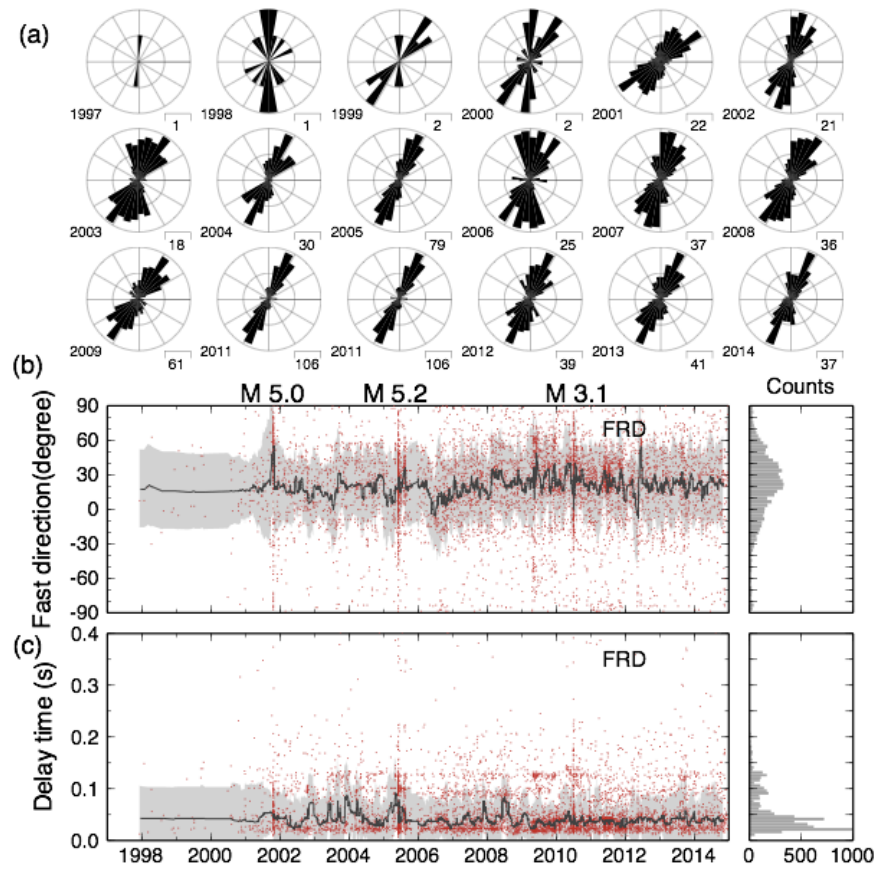 (a)
1997 1 1998 1 1999 2 2000 2 2001 22 2002 21
2003 18 2004 30 2005 79 2006 25 2007 37 2008 36
2009 61 2011 106 2011 106 2012 39 2013 41 2014 37
(b)
M 5.0 M 5.2 M 3.1 Counts
Fast direction(degree)
90
60
30
0
-30
-60
-90
FRD
(c)
Delay time (s)
0.4
0.3
0.2
0.1
0.0
FRD
1998 2000 2002 2004 2006 2008 2010 2012 2014 0 500 1000